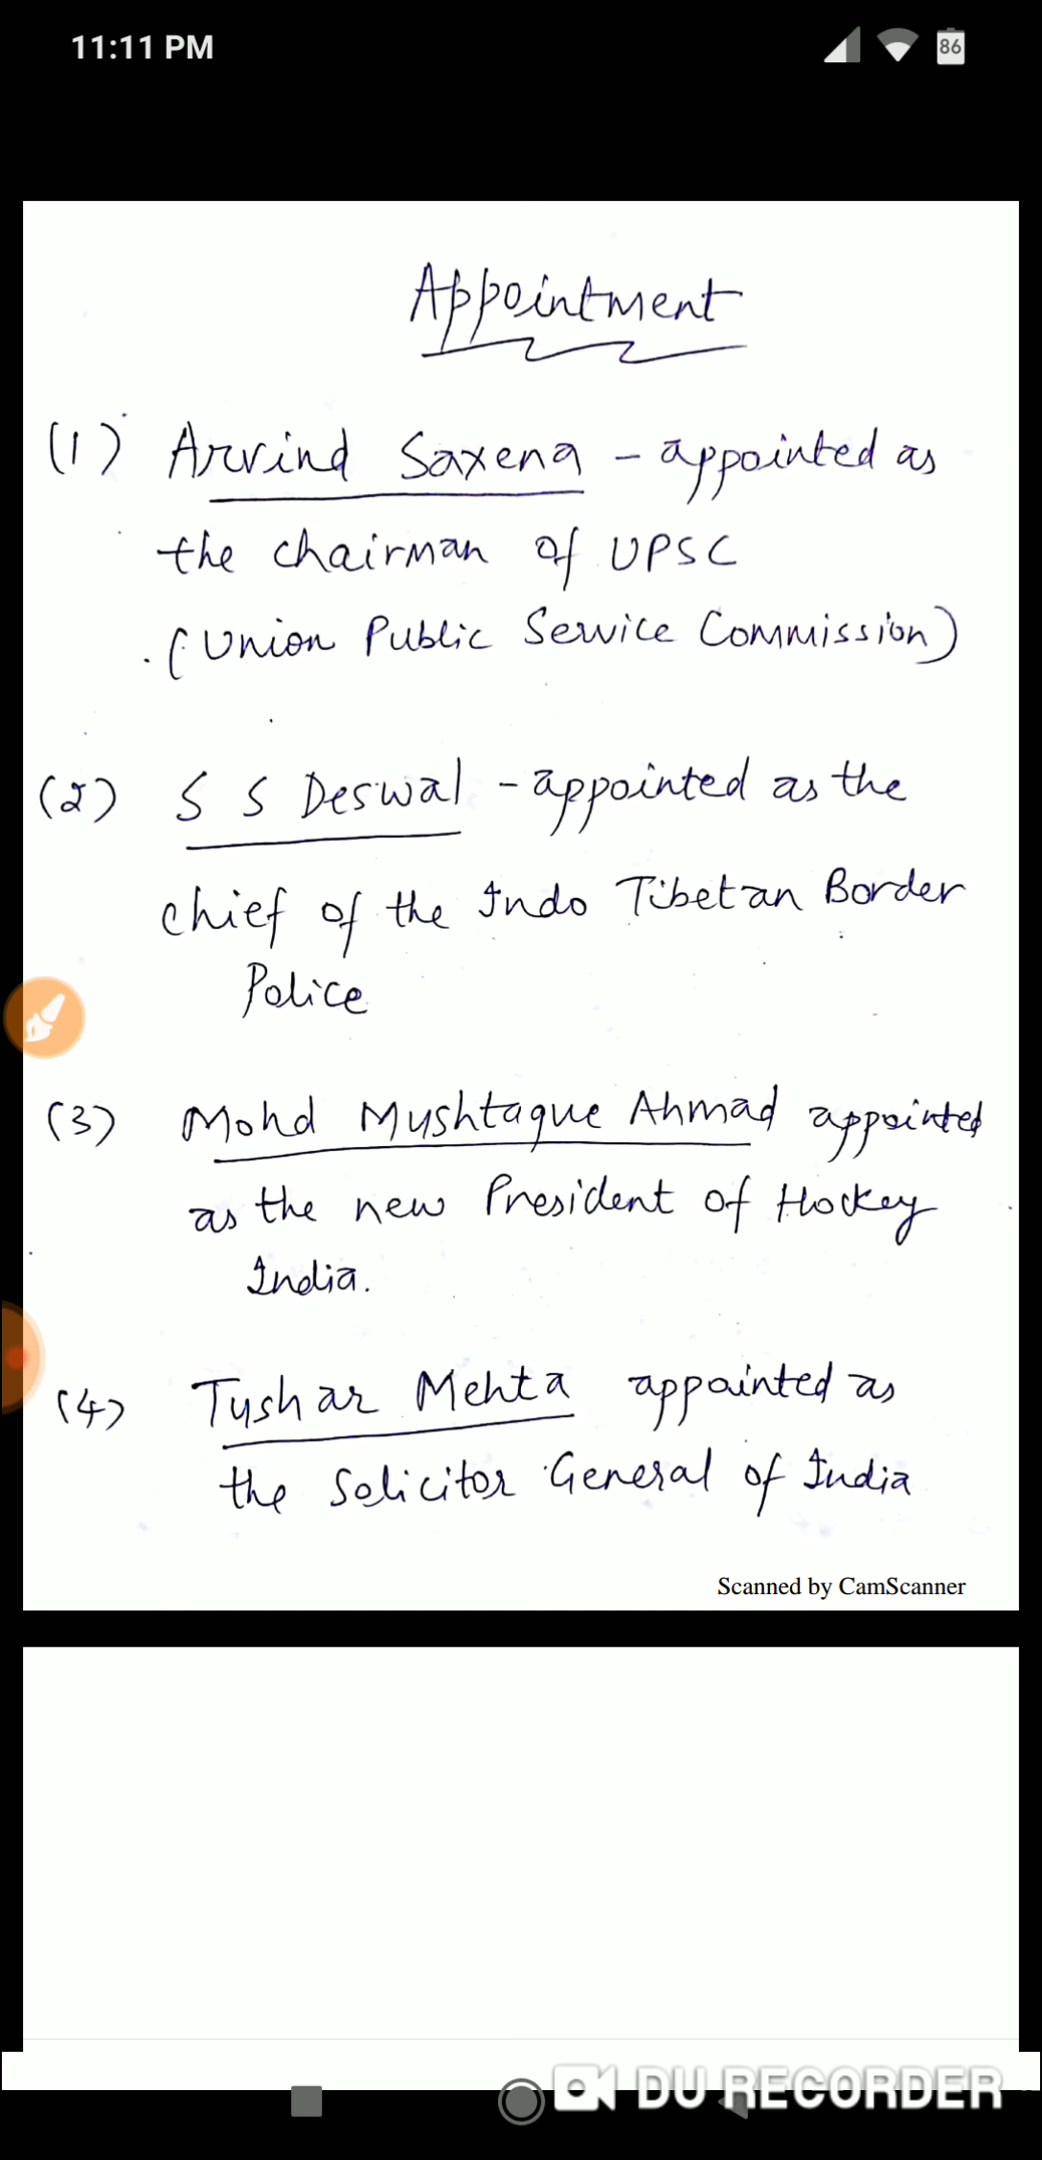 11:11 PM
86
Appointment
(1) Arvind Saxena - appointed as
the chairman of UPSC
(Union Public Service Commission)
(2) S S Deswal - appointed as the
chief of the Indo Tibetan Border
Police
(3) Mohd Mushtaque Ahmad appointed
as the new President of Hockey
India.
(4) Tushar Mehta appointed as
the Solicitor General of India
Scanned by CamScanner
DU RECORDER